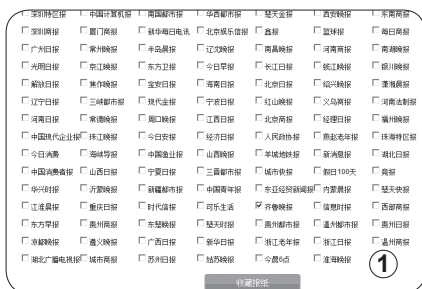 深圳特区报 中国计算机报 南国都市报 华西都市报 楚天金报 西安晚报 东南商报
深圳商报 厦门商报 新华每日电讯 北京娱乐信报 鑫报 篮球报 每日商报
广州日报 常州晚报 半岛晨报 辽沈晚报 南昌晚报 河南商报 南湖晚报
光明日报 京江晚报 东方卫报 今日早报 长江日报 钱江晚报 银川晚报
解放日报 焦作晚报 宝安日报 海南日报 北京日报 绍兴晚报 潇湘晨报
辽宁日报 三峡都市报 现代金报 宁波日报 红山晚报 义乌商报 河南法制报
河南日报 常德晚报 周口晚报 江西日报 北京商报 经理日报 福州晚报
中国现代企业报 珠江晚报 今日安报 经济日报 人民政协报 燕赵老年报 珠海特区报
今日消费 海峡导报 中国渔业报 山西晚报 羊城地铁报 新消息报 湖北日报
中国消费者报 山西日报 宁夏日报 三晋都市报 城市快报 假日100天 竞报
华兴时报 沂蒙晚报 新疆都市报 中国青年报 东亚经贸新闻报 内蒙晨报 楚天快报
江淮晨报 重庆日报 时代信报 可乐生活 齐鲁晚报 信息时报 西部商报
东方早报 贵州商报 东楚晚报 楚天时报 贵州都市报 温州都市报 贵州日报
凉都晚报 遵义晚报 广西日报 新华日报 浙江老年报 浙江日报 温州商报
湖北广播电视报 城市商报 苏州日报 姑苏晚报 今晨6点 淮海晚报
1
收藏报纸